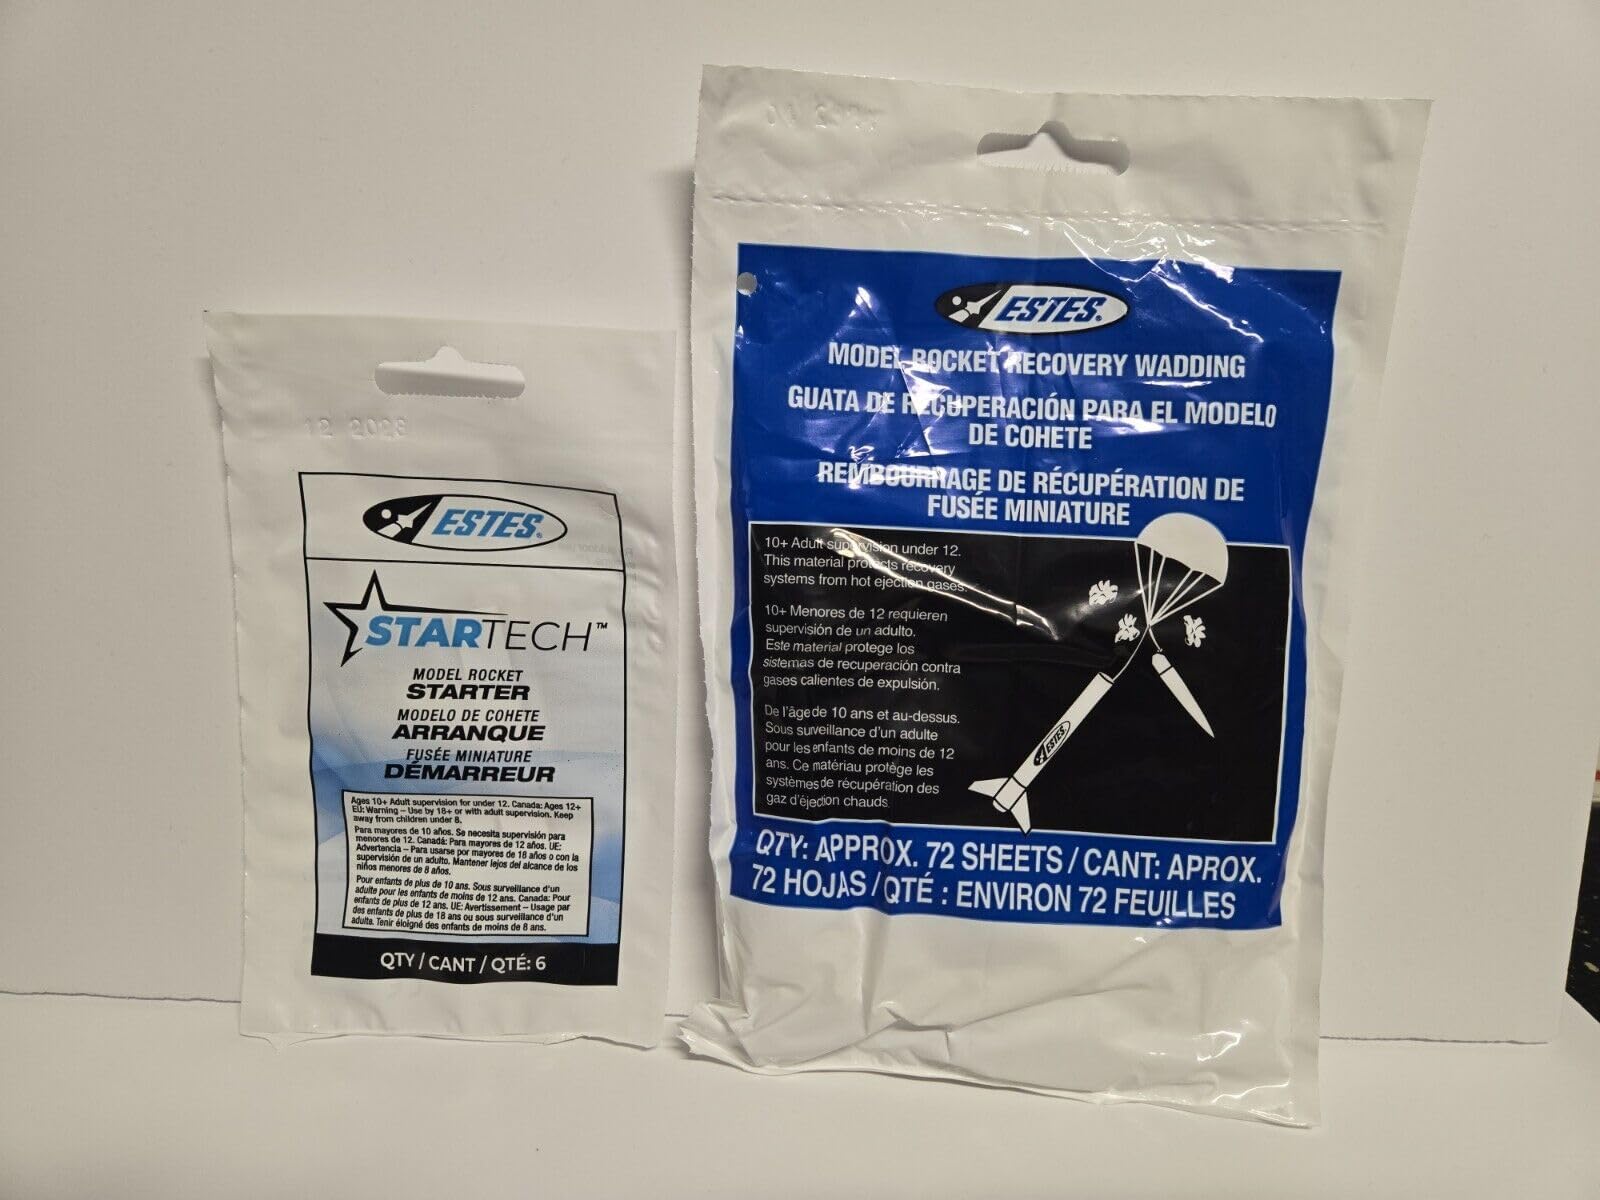 12 2023
ESTES®
STARTECH™
MODEL ROCKET
STARTER
MODELO DE COHETE
ARRANQUE
FUSÉE MINIATURE
DÉMARREUR
Ages 10+ Adult supervision for under 12. Canada: Ages 12+
EU: Warning – Use by 18+ or with adult supervision. Keep
away from children under 8.
Para mayores de 10 años. Se necesita supervisión para
menores de 12. Canadá: Para mayores de 12 años. UE:
Advertencia – Para usarse por mayores de 18 años o con la
supervisión de un adulto. Mantener lejos del alcance de los
niños menores de 8 años.
Pour enfants de plus de 10 ans. Sous surveillance d'un
adulte pour les enfants de moins de 12 ans. Canada: Pour
enfants de plus de 12 ans. UE: Avertissement – Usage par
des enfants de plus de 18 ans ou sous surveillance d'un
adulte. Tenir éloigné des enfants de moins de 8 ans.
QTY / CANT / QTÉ: 6
ESTES®
MODEL ROCKET RECOVERY WADDING
GUATA DE RECUPERACIÓN PARA EL MODELO
DE COHETE
REMBOURRAGE DE RÉCUPÉRATION DE
FUSÉE MINIATURE
10+ Adult supervision under 12.
This material protects recovery
systems from hot ejection gases.
10+ Menores de 12 requieren
supervisión de un adulto.
Este material protege los
sistemas de recuperación contra
gases calientes de expulsión.
De l'âge de 10 ans et au-dessus.
Sous surveillance d'un adulte
pour les enfants de moins de 12
ans. Ce matériau protège les
systèmes de récupération des
gaz d'éjection chauds.
ESTES
QTY: APPROX. 72 SHEETS / CANT: APROX.
72 HOJAS / QTÉ : ENVIRON 72 FEUILLES